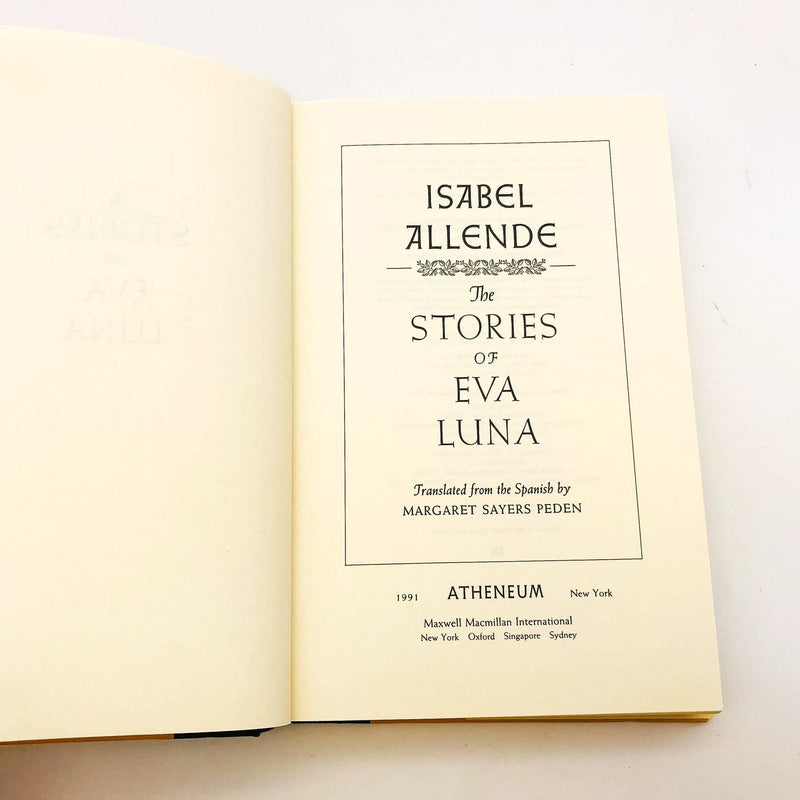 ISABEL
ALLENDE
The
STORIES
OF
EVA
LUNA
Translated from the Spanish by
MARGARET SAYERS PEDEN
1991 ATHENEUM New York
Maxwell Macmillan International
New York Oxford Singapore Sydney